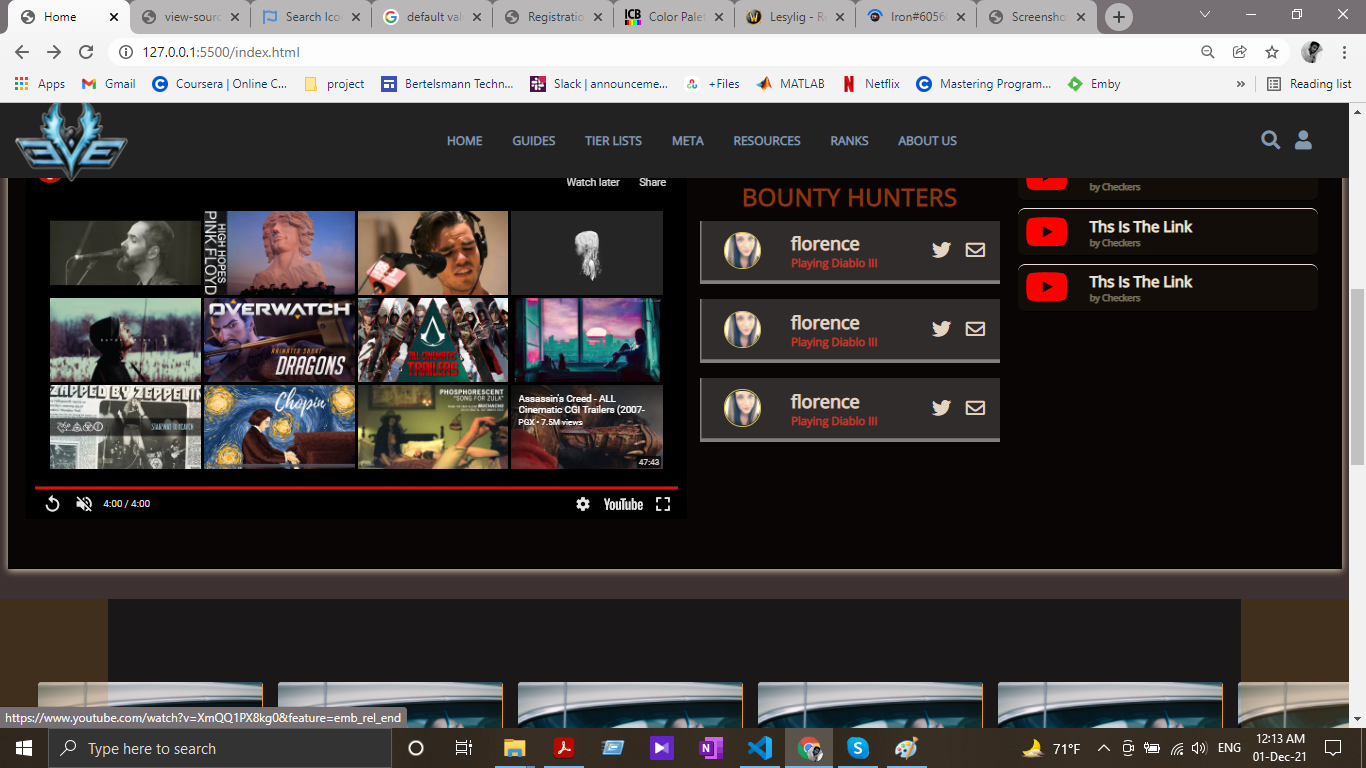 Home
view-sourc
Search Ico
default val
Registratio
Color Palet
Lesylig - R
Iron#6056
Screenshot
127.0.0.1:5500/index.html
Apps
Gmail
Coursera | Online C...
project
Bertelsmann Techn...
Slack | announceme...
+Files
MATLAB
Netflix
Mastering Program...
Emby
»
Reading list
EVE
HOME
GUIDES
TIER LISTS
META
RESOURCES
RANKS
ABOUT US
Watch later
Share
HIGH HOPES
PINK FLOYD
OVERWATCH
ANIMATED SHORT
DRAGONS
ALL CINEMATIC
TRAILERS
ZAPPED BY ZEPPELIN
STAIRWAY TO HEAVEN
Chopin
PHOSPHORESCENT
"SONG FOR ZULA"
Assassin's Creed - ALL
Cinematic CGI Trailers (2007-
PGX • 7.5M views
47:43
4:00 / 4:00
YouTube
BOUNTY HUNTERS
florence
Playing Diablo III
florence
Playing Diablo III
florence
Playing Diablo III
by Checkers
Ths Is The Link
by Checkers
Ths Is The Link
by Checkers
https://www.youtube.com/watch?v=XmQQ1PX8kg0&feature=emb_rel_end
Type here to search
71°F
ENG
12:13 AM
01-Dec-21